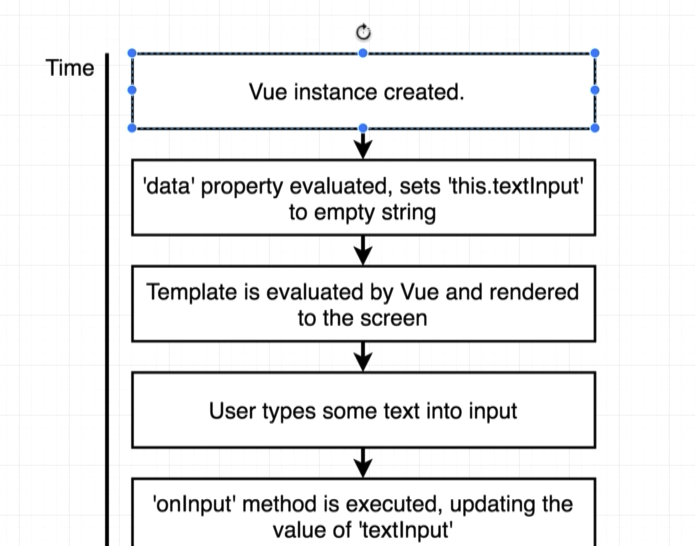 Time
Vue instance created.
'data' property evaluated, sets 'this.textInput'
to empty string
Template is evaluated by Vue and rendered
to the screen
User types some text into input
'onInput' method is executed, updating the
value of 'textInput'